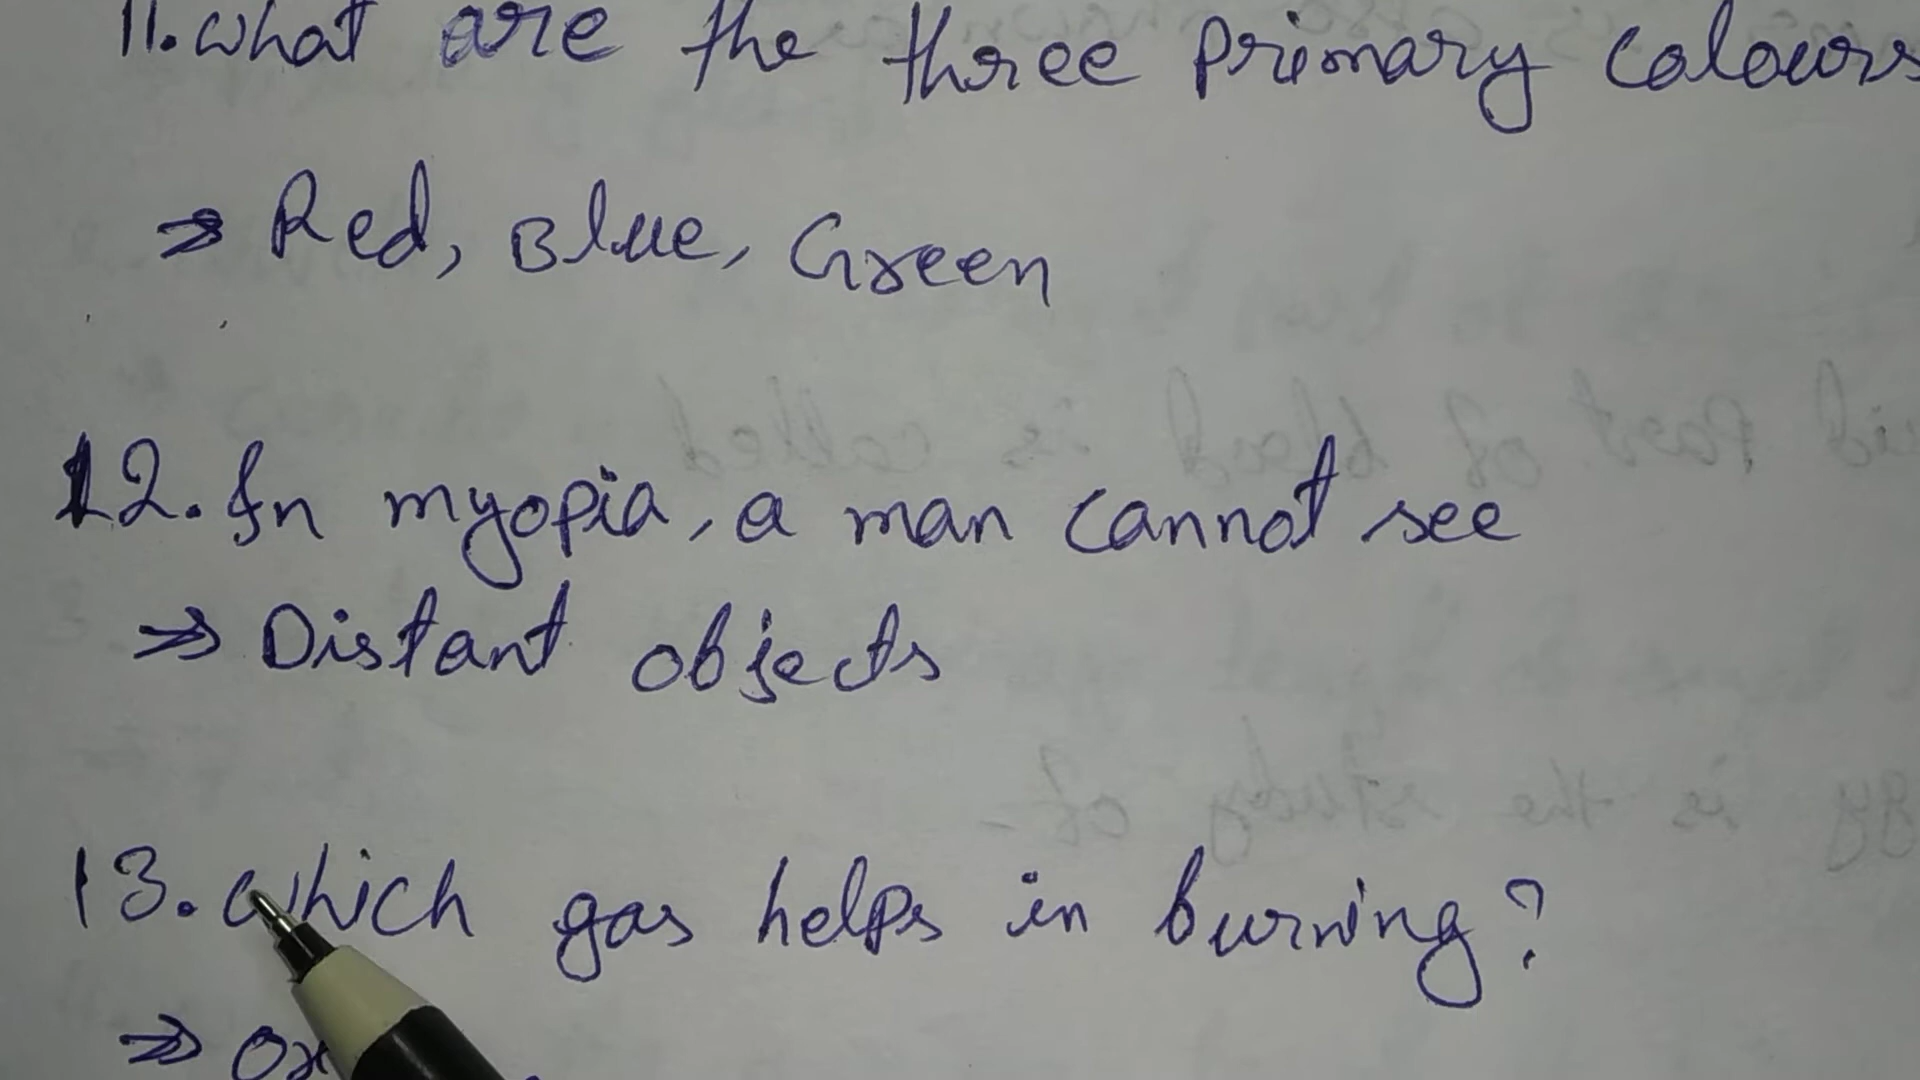 11. What are the three primary colours
⇒ Red, Blue, Green
12. In myopia, a man cannot see
⇒ Distant objects
13. Which gas helps in burning?
⇒